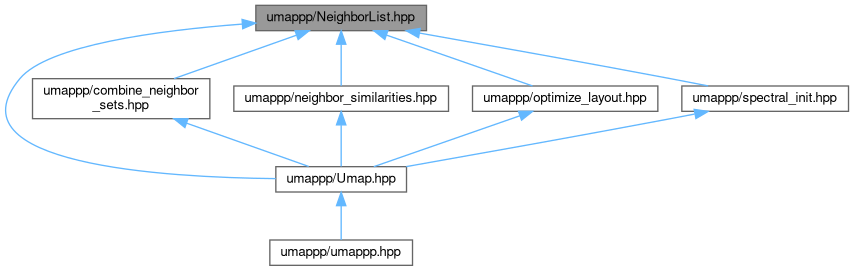 umappp/NeighborList.hpp
umappp/combine_neighbor
_sets.hpp
umappp/neighbor_similarities.hpp
umappp/optimize_layout.hpp
umappp/spectral_init.hpp
umappp/Umap.hpp
umappp/umappp.hpp